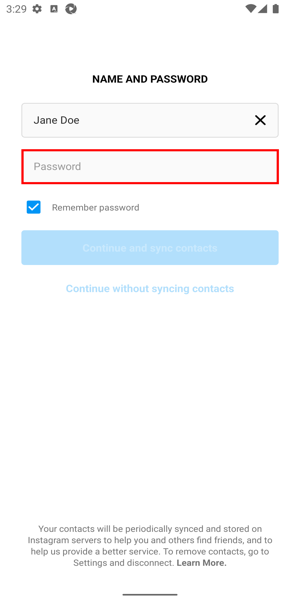 3:29
NAME AND PASSWORD
Jane Doe
Password
Remember password
Continue and sync contacts
Continue without syncing contacts
Your contacts will be periodically synced and stored on
Instagram servers to help you and others find friends, and to
help us provide a better service. To remove contacts, go to
Settings and disconnect. Learn More.